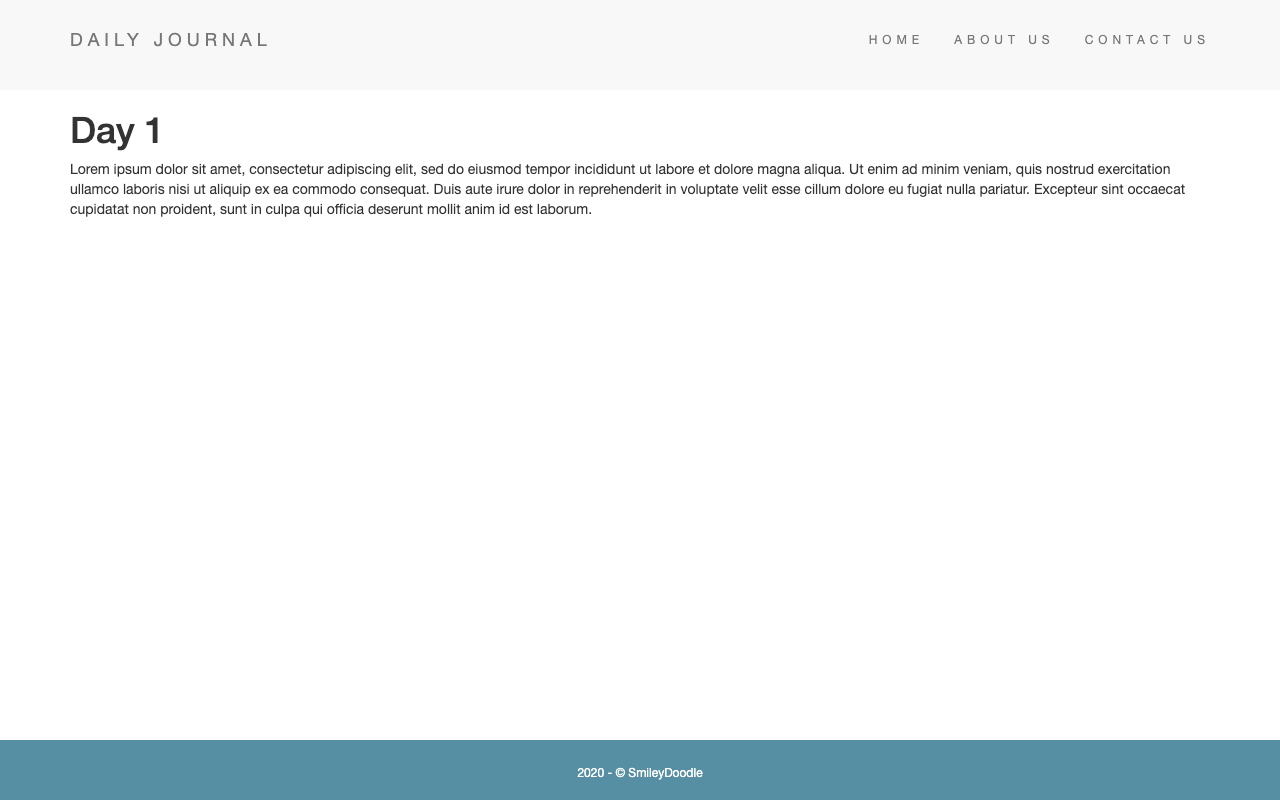 DAILY JOURNAL
HOME ABOUT US CONTACT US
Day 1
Lorem ipsum dolor sit amet, consectetur adipiscing elit, sed do eiusmod tempor incididunt ut labore et dolore magna aliqua. Ut enim ad minim veniam, quis nostrud exercitation
ullamco laboris nisi ut aliquip ex ea commodo consequat. Duis aute irure dolor in reprehenderit in voluptate velit esse cillum dolore eu fugiat nulla pariatur. Excepteur sint occaecat
cupidatat non proident, sunt in culpa qui officia deserunt mollit anim id est laborum.
2020 - © SmileyDoodle